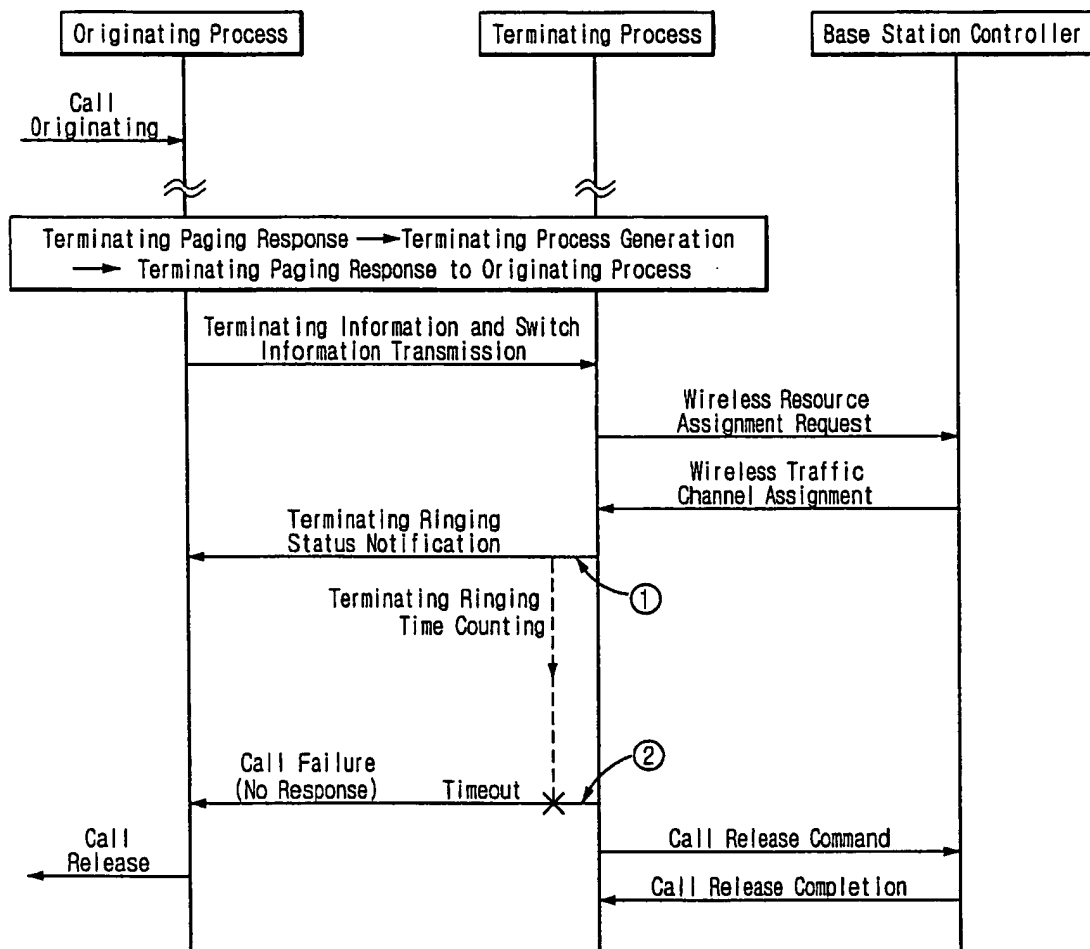 Originating Process
Terminating Process
Base Station Controller
Call
Originating
Terminating Paging Response → Terminating Process Generation
→ Terminating Paging Response to Originating Process
Terminating Information and Switch
Information Transmission
Wireless Resource
Assignment Request
Wireless Traffic
Channel Assignment
Terminating Ringing
Status Notification
①
Terminating Ringing
Time Counting
②
Call Failure
(No Response)
Timeout
Call Release Command
Call
Release
Call Release Completion